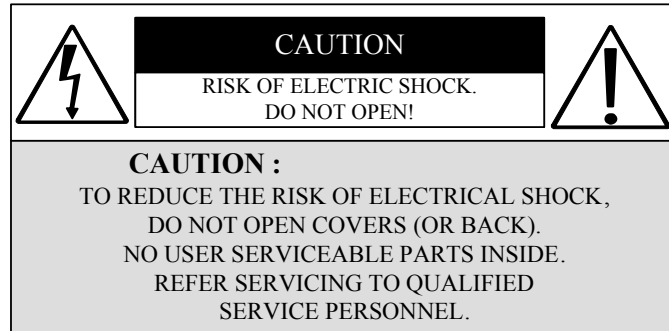 CAUTION
RISK OF ELECTRIC SHOCK.
DO NOT OPEN!
CAUTION :
TO REDUCE THE RISK OF ELECTRICAL SHOCK,
DO NOT OPEN COVERS (OR BACK).
NO USER SERVICEABLE PARTS INSIDE.
REFER SERVICING TO QUALIFIED
SERVICE PERSONNEL.